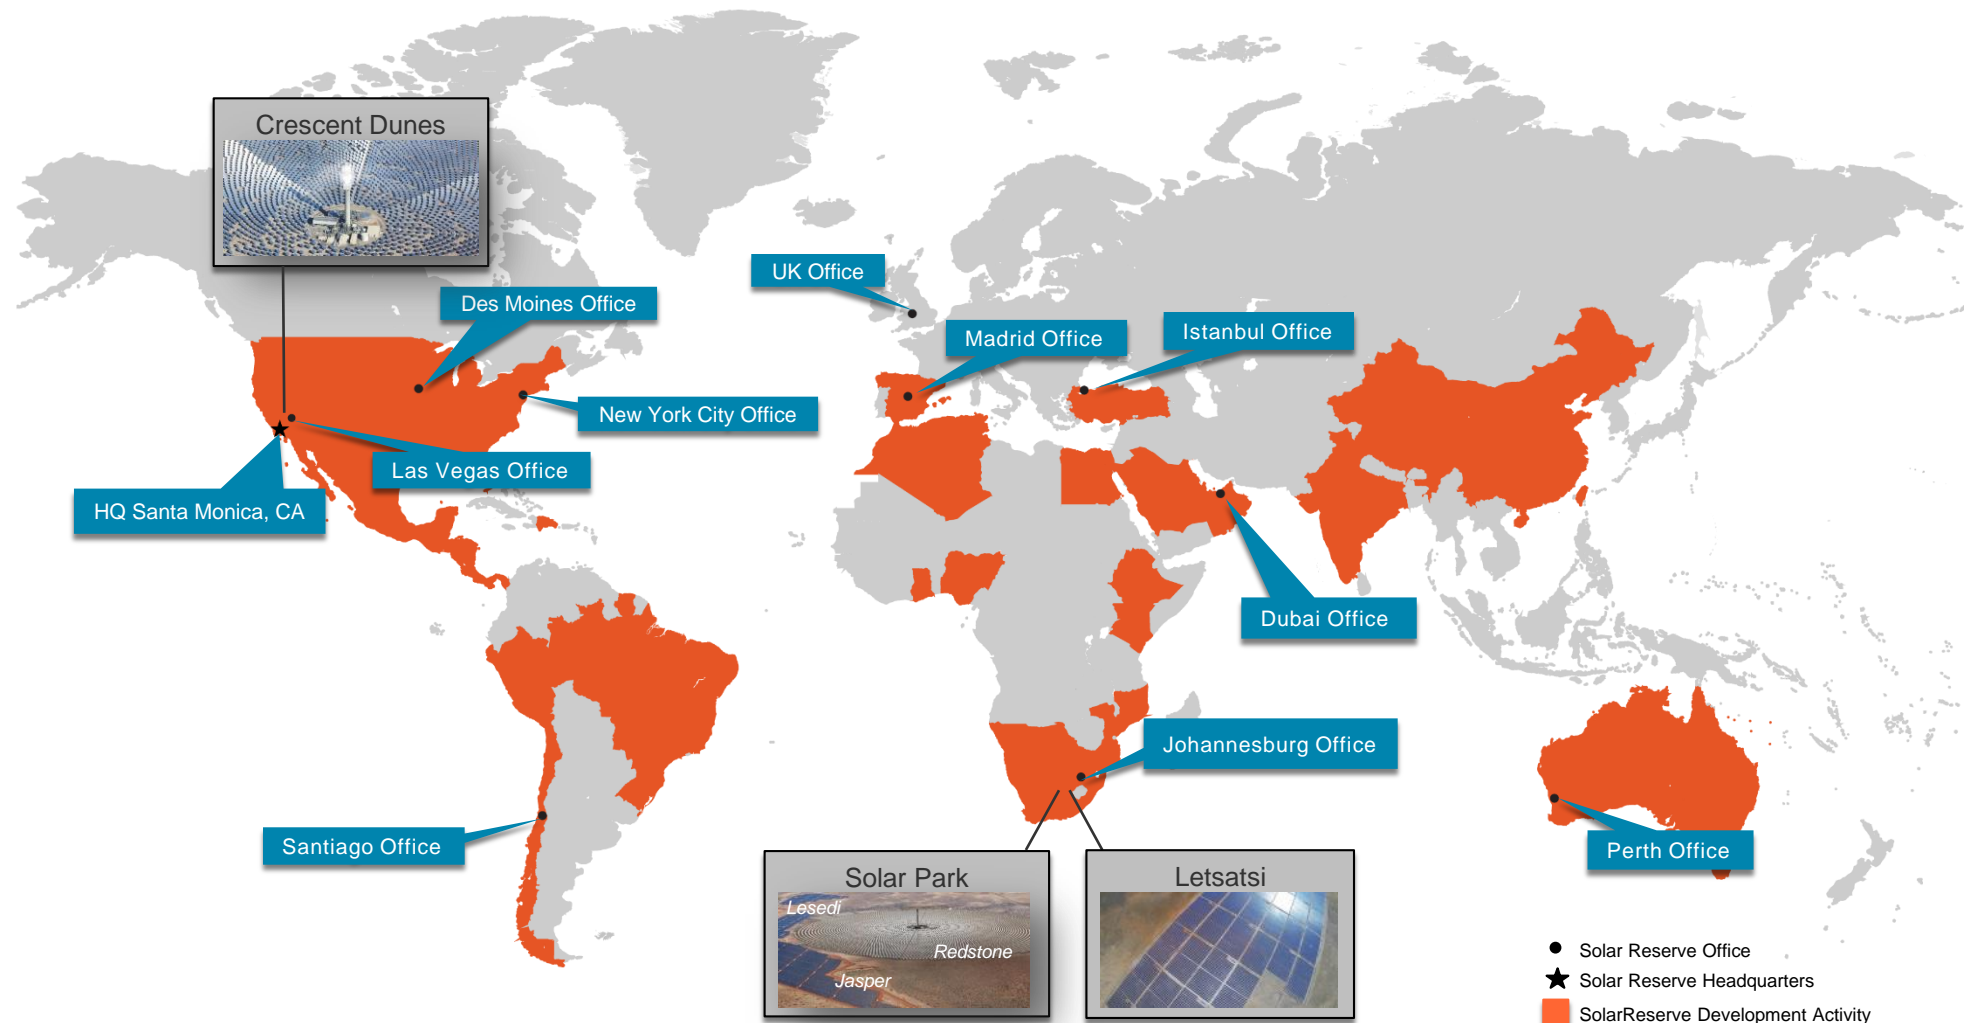 Crescent Dunes
UK Office
Des Moines Office
Madrid Office
Istanbul Office
New York City Office
Las Vegas Office
HQ Santa Monica, CA
Dubai Office
Johannesburg Office
Santiago Office
Perth Office
Solar Park
Lesedi
Redstone
Jasper
Letsatsi
Solar Reserve Office
Solar Reserve Headquarters
SolarReserve Development Activity